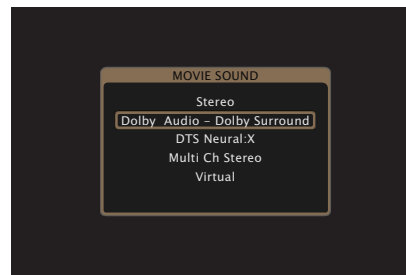 MOVIE SOUND
Stereo
Dolby Audio – Dolby Surround
DTS Neural:X
Multi Ch Stereo
Virtual